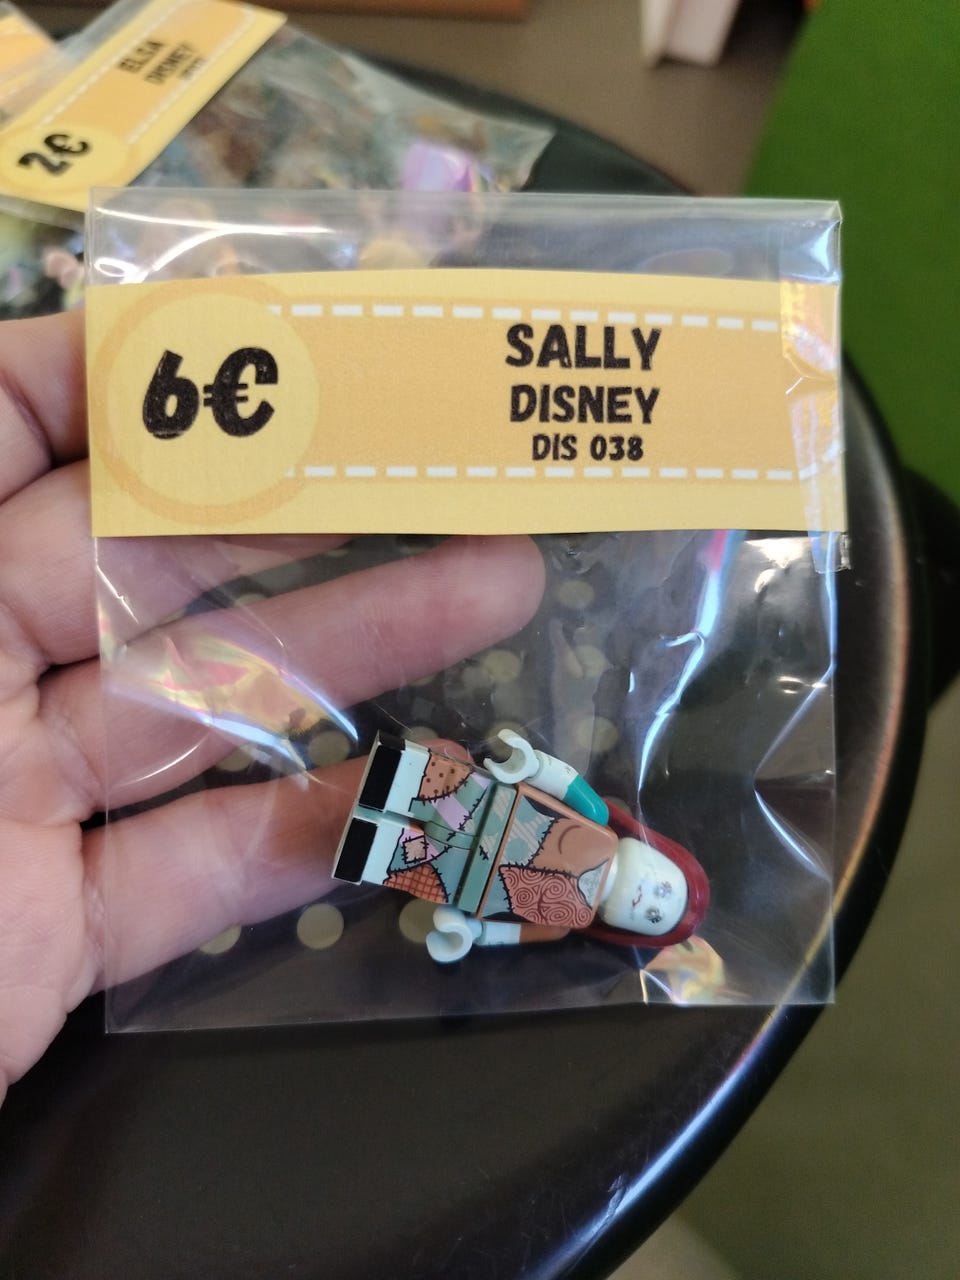 ELSA
DISNEY
2€
6€
SALLY
DISNEY
DIS 038